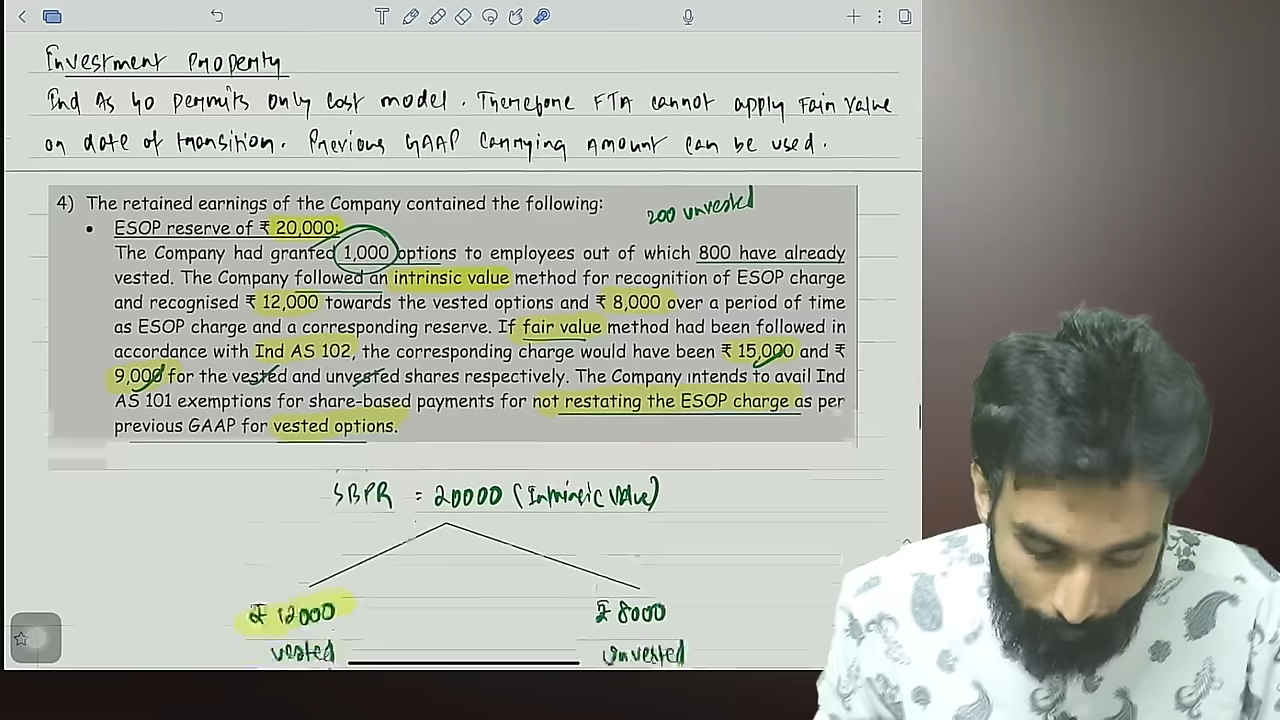 Investment Property
Ind As 40 permits only cost model. Therefore FTA cannot apply Fair Value
on date of transition. Previous GAAP Carrying Amount can be used.
4) The retained earnings of the Company contained the following:
200 unvested
• ESOP reserve of ₹ 20,000:
The Company had granted 1,000 options to employees out of which 800 have already
vested. The Company followed an intrinsic value method for recognition of ESOP charge
and recognised ₹ 12,000 towards the vested options and ₹ 8,000 over a period of time
as ESOP charge and a corresponding reserve. If fair value method had been followed in
accordance with Ind AS 102, the corresponding charge would have been ₹ 15,000 and ₹
9,000 for the vested and unvested shares respectively. The Company intends to avail Ind
AS 101 exemptions for share-based payments for not restating the ESOP charge as per
previous GAAP for vested options.
SBPR = 20000 (Intrinsic Value)
₹ 12000 ₹ 8000
vested unvested